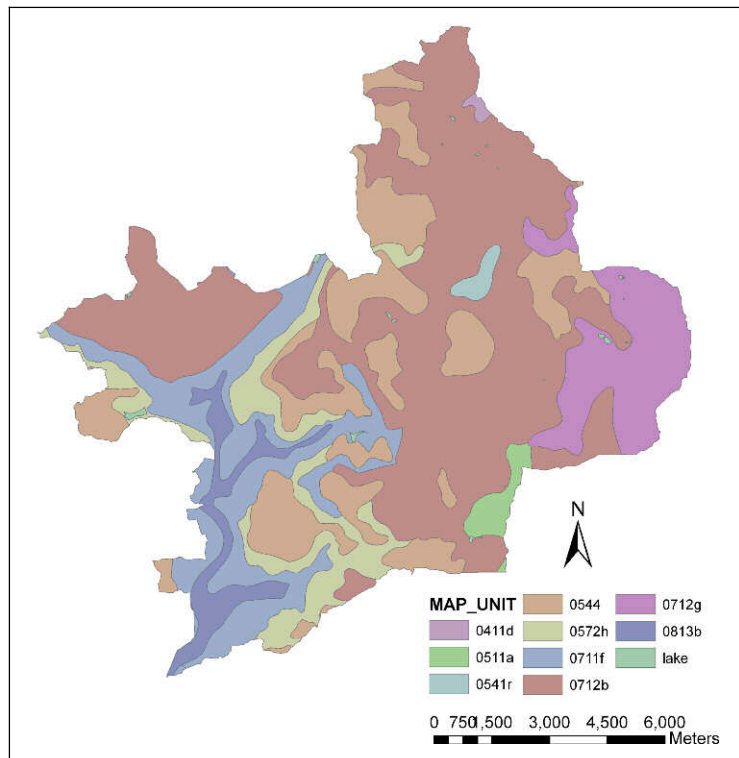 N
MAP_UNIT
0411d
0511a
0541r
0544
0572h
0711f
0712b
0712g
0813b
lake
0 750 1,500 3,000 4,500 6,000
Meters